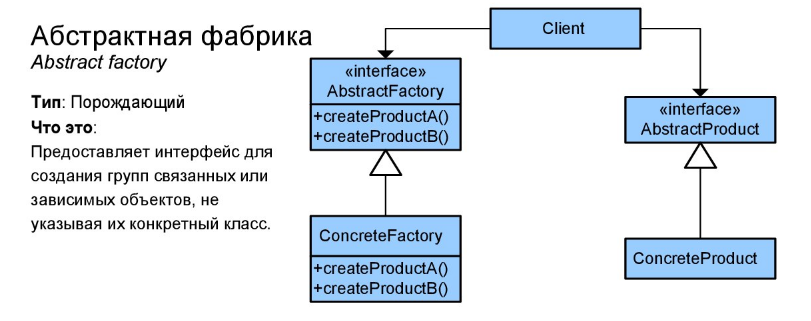 Абстрактная фабрика
Abstract factory
Тип: Порождающий
Что это:
Предоставляет интерфейс для
создания групп связанных или
зависимых объектов, не
указывая их конкретный класс.
Client
«interface»
AbstractFactory
+createProductA()
+createProductB()
«interface»
AbstractProduct
ConcreteFactory
+createProductA()
+createProductB()
ConcreteProduct